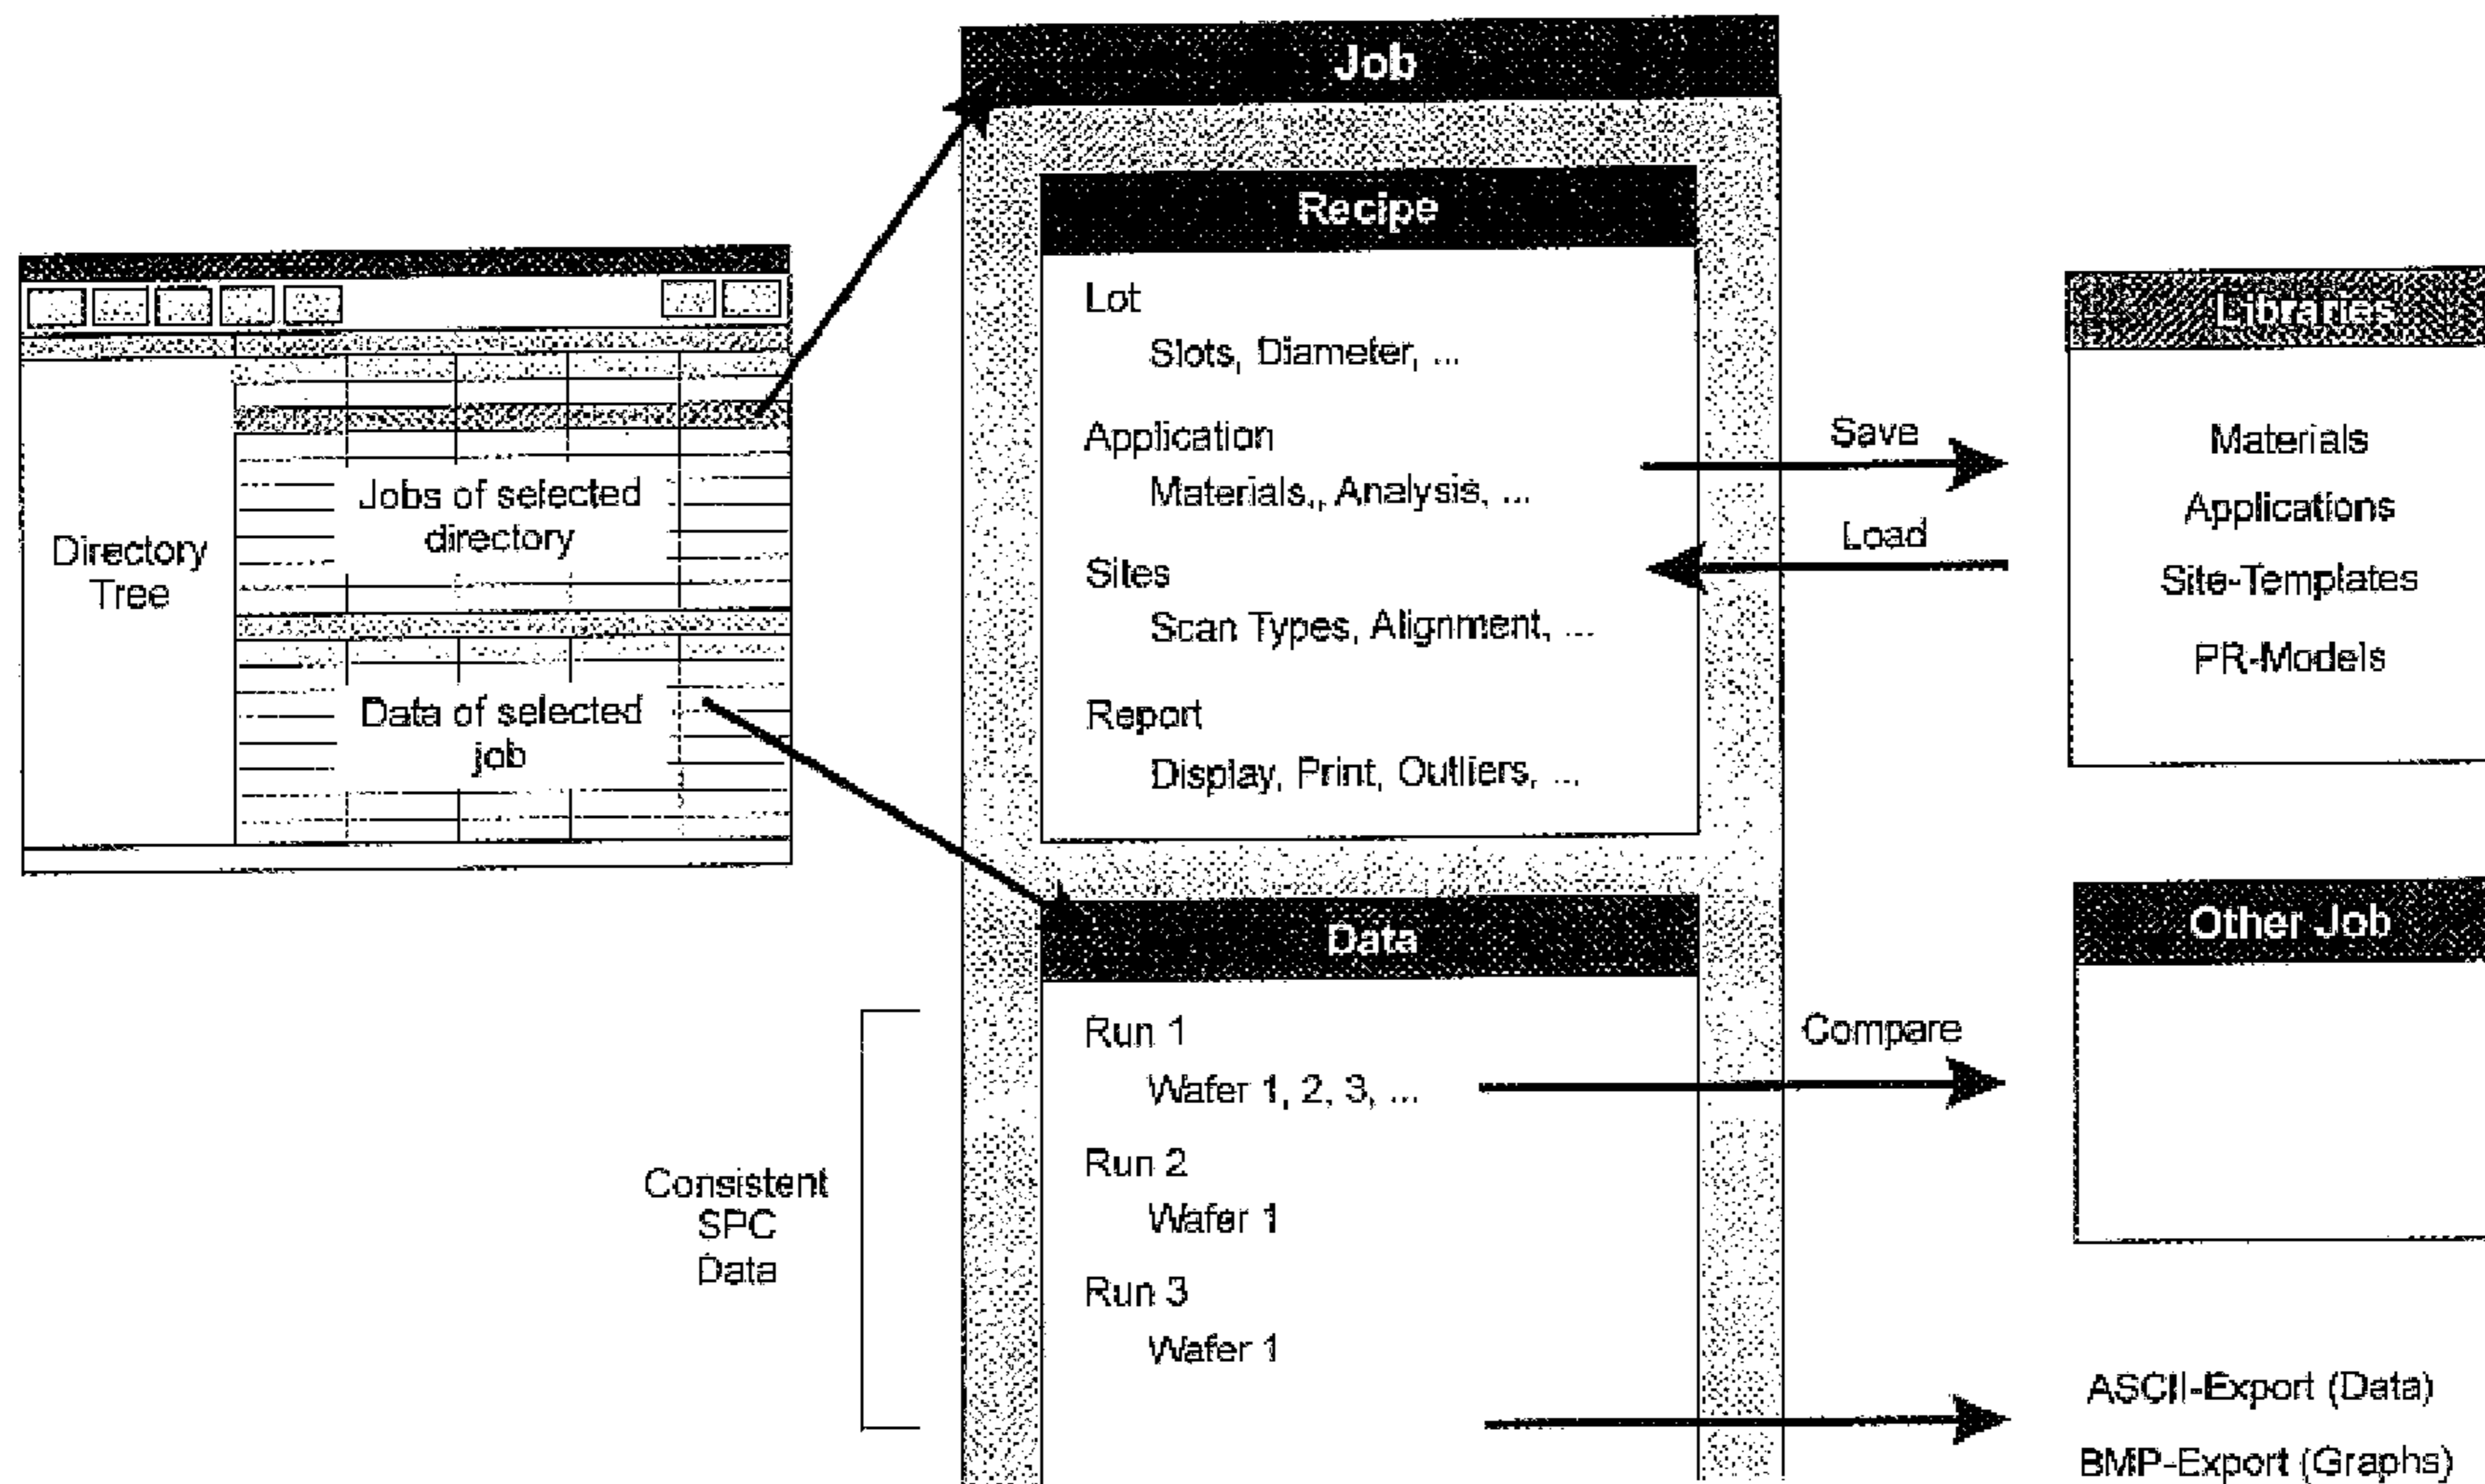 Job
Recipe
Lot
Slots, Diameter, ...
Application
Materials,, Analysis, ...
Sites
Scan Types, Alignment, ...
Report
Display, Print, Outliers, ...
Directory
Tree
Jobs of selected
directory
Data of selected
job
Save
Load
Libraries
Materials
Applications
Site-Templates
PR-Models
Data
Run 1
Wafer 1, 2, 3, ...
Run 2
Wafer 1
Run 3
Wafer 1
Consistent
SPC
Data
Compare
Other Job
ASCII-Export (Data)
BMP-Export (Graphs)